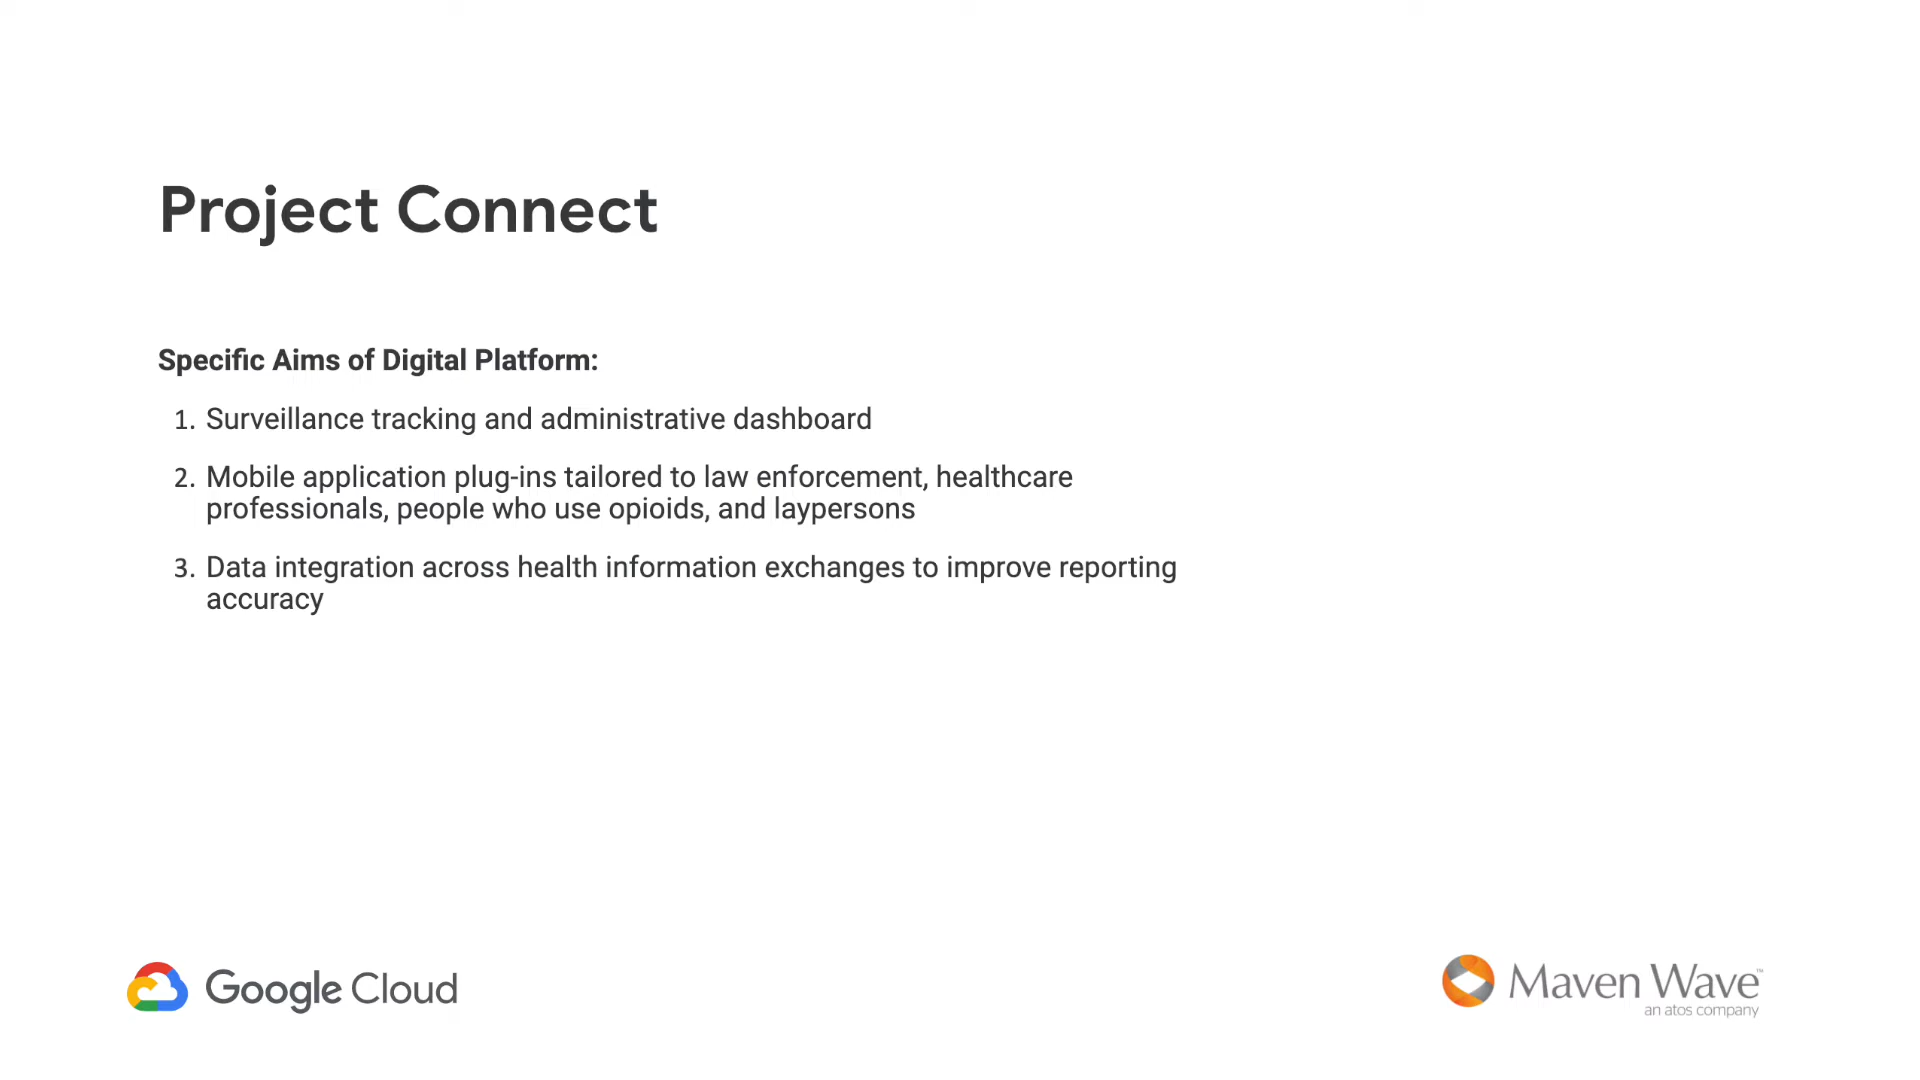 Project Connect
Specific Aims of Digital Platform:
1. Surveillance tracking and administrative dashboard
2. Mobile application plug-ins tailored to law enforcement, healthcare
professionals, people who use opioids, and laypersons
3. Data integration across health information exchanges to improve reporting
accuracy
Google Cloud
Maven Wave™
an atos company